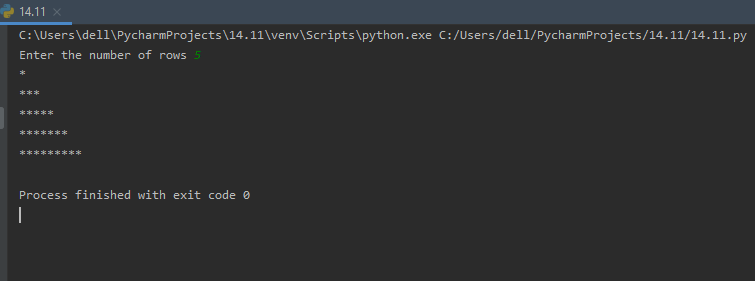 14.11
C:\Users\dell\PycharmProjects\14.11\venv\Scripts\python.exe C:/Users/dell/PycharmProjects/14.11/14.11.py
Enter the number of rows 5
*
***
*****
*******
*********
Process finished with exit code 0